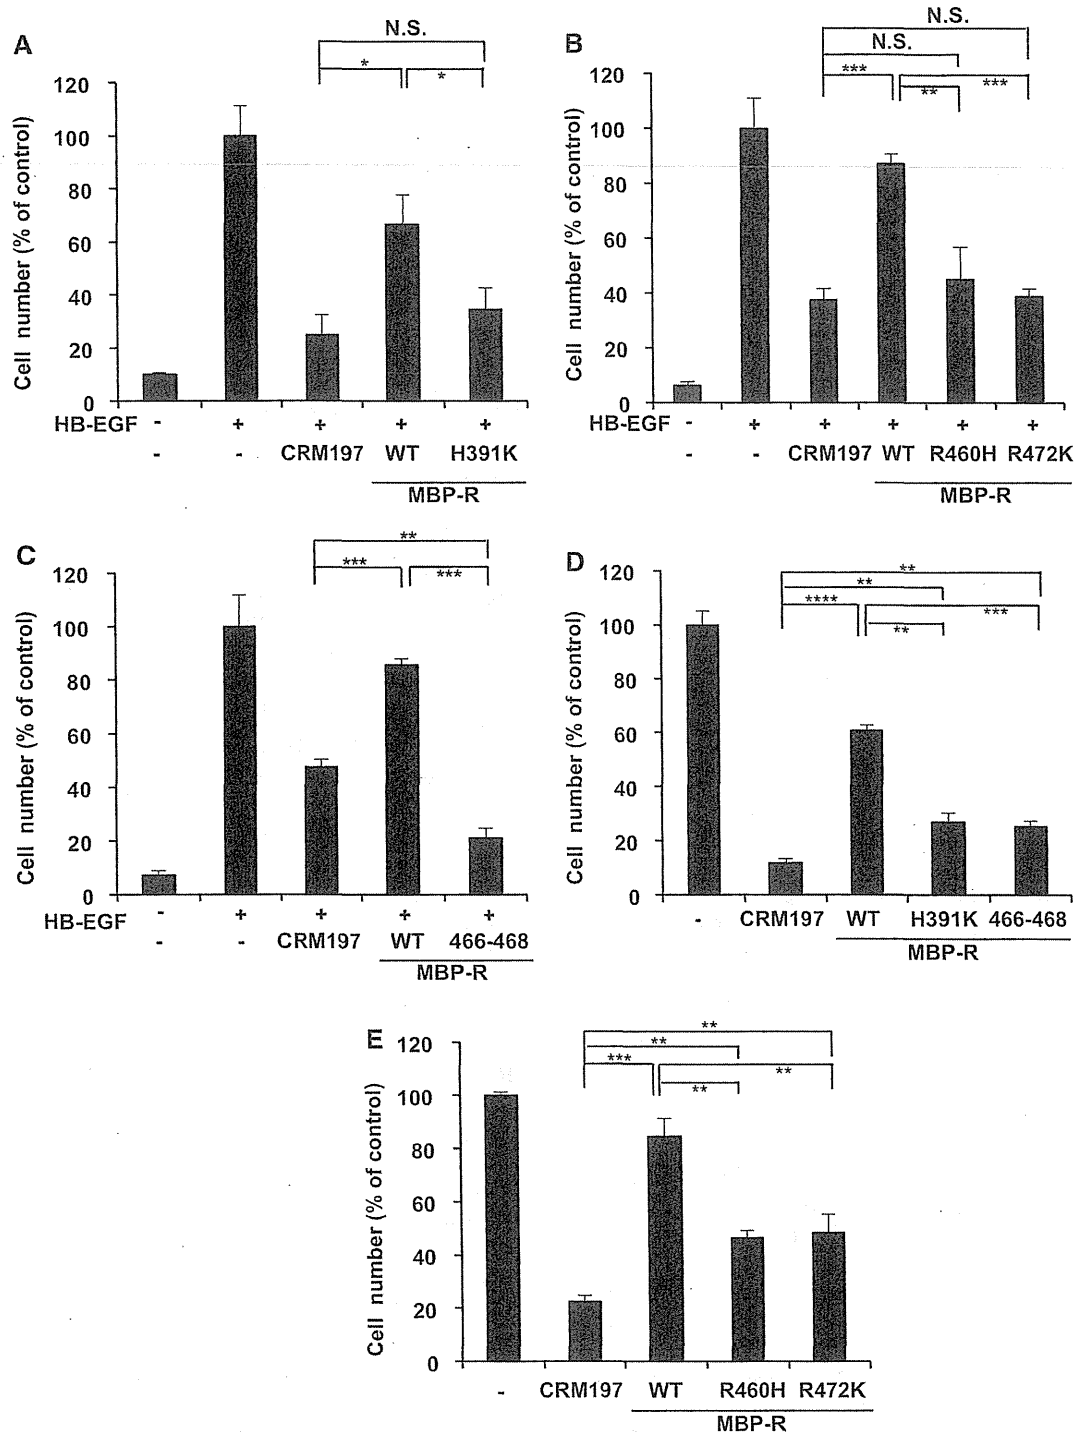 A
N.S.
*
*
Cell number (% of control)
120
100
80
60
40
20
0
HB-EGF - + + + +
- - CRM197 WT H391K
MBP-R
B
N.S.
N.S.
***
***
**
Cell number (% of control)
120
100
80
60
40
20
0
HB-EGF - + + + + +
- - CRM197 WT R460H R472K
MBP-R
C
**
***
***
Cell number (% of control)
120
100
80
60
40
20
0
HB-EGF - + + + +
- - CRM197 WT 466-468
MBP-R
D
**
**
****
***
**
Cell number (% of control)
120
100
80
60
40
20
0
- CRM197 WT H391K 466-468
MBP-R
E
**
**
***
**
**
Cell number (% of control)
120
100
80
60
40
20
0
- CRM197 WT R460H R472K
MBP-R